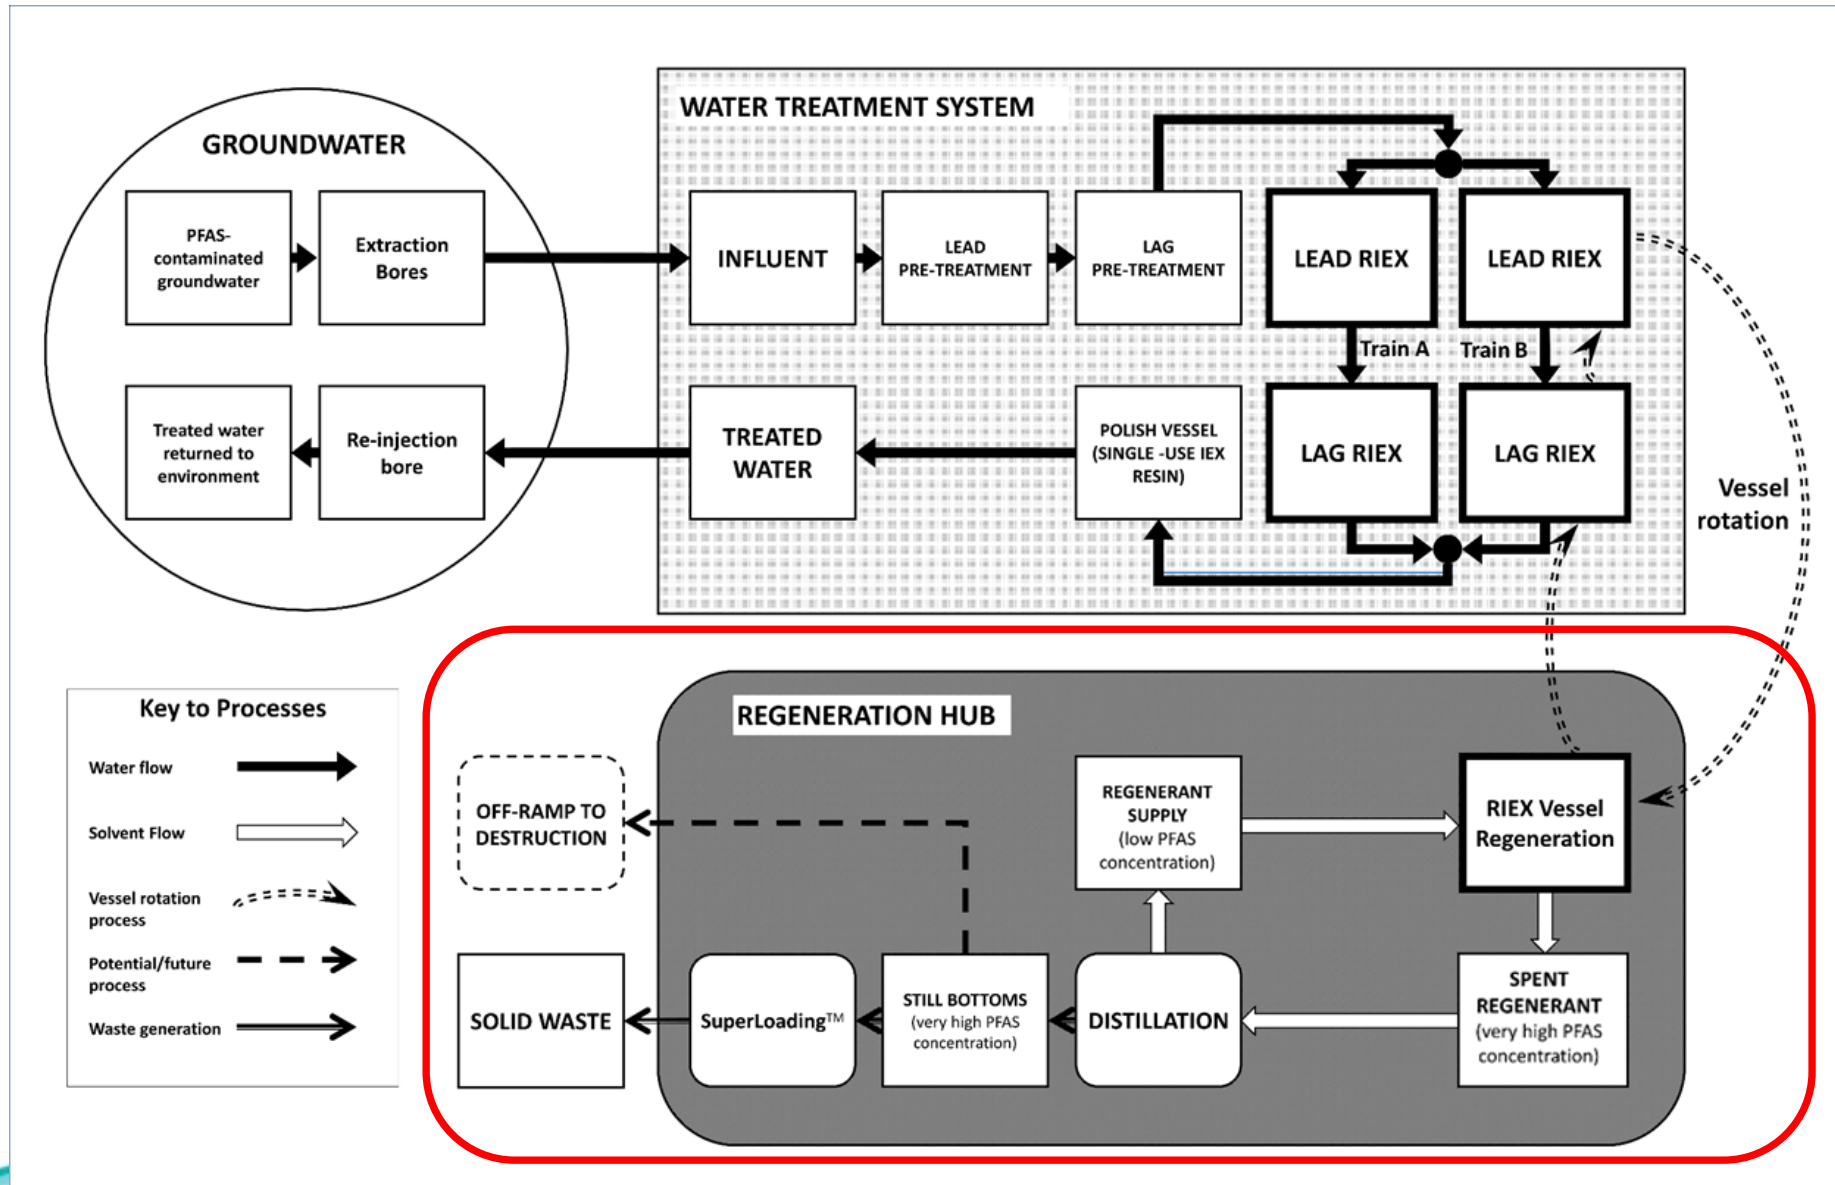 WATER TREATMENT SYSTEM
GROUNDWATER
PFAS-
contaminated
groundwater
Extraction
Bores
INFLUENT
LEAD
PRE-TREATMENT
LAG
PRE-TREATMENT
LEAD RIEX
LEAD RIEX
Train A
Train B
Treated water
returned to
environment
Re-injection
bore
TREATED
WATER
POLISH VESSEL
(SINGLE -USE IEX
RESIN)
LAG RIEX
LAG RIEX
Vessel
rotation
Key to Processes
Water flow
Solvent Flow
Vessel rotation
process
Potential/future
process
Waste generation
REGENERATION HUB
OFF-RAMP TO
DESTRUCTION
REGENERANT
SUPPLY
(low PFAS
concentration)
RIEX Vessel
Regeneration
SOLID WASTE
SuperLoading™
STILL BOTTOMS
(very high PFAS
concentration)
DISTILLATION
SPENT
REGENERANT
(very high PFAS
concentration)